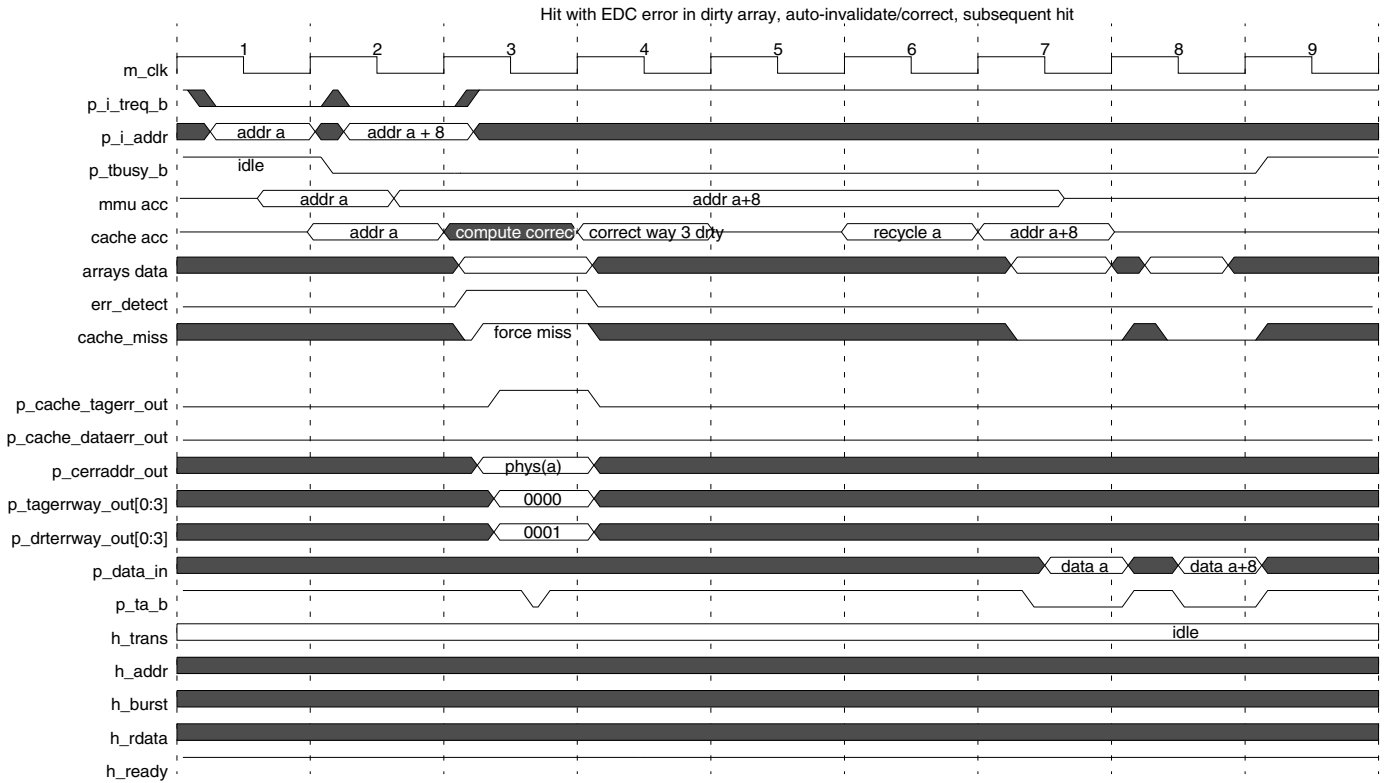 Hit with EDC error in dirty array, auto-invalidate/correct, subsequent hit
1 2 3 4 5 6 7 8 9
m_clk
p_i_treq_b
p_i_addr addr a addr a + 8
p_tbusy_b idle
mmu acc addr a addr a+8
cache acc addr a compute correc correct way 3 drty recycle a addr a+8
arrays data
err_detect
cache_miss force miss
p_cache_tagerr_out
p_cache_dataerr_out
p_cerraddr_out phys(a)
p_tagerrway_out[0:3] 0000
p_drterrway_out[0:3] 0001
p_data_in data a data a+8
p_ta_b
h_trans idle
h_addr
h_burst
h_rdata
h_ready